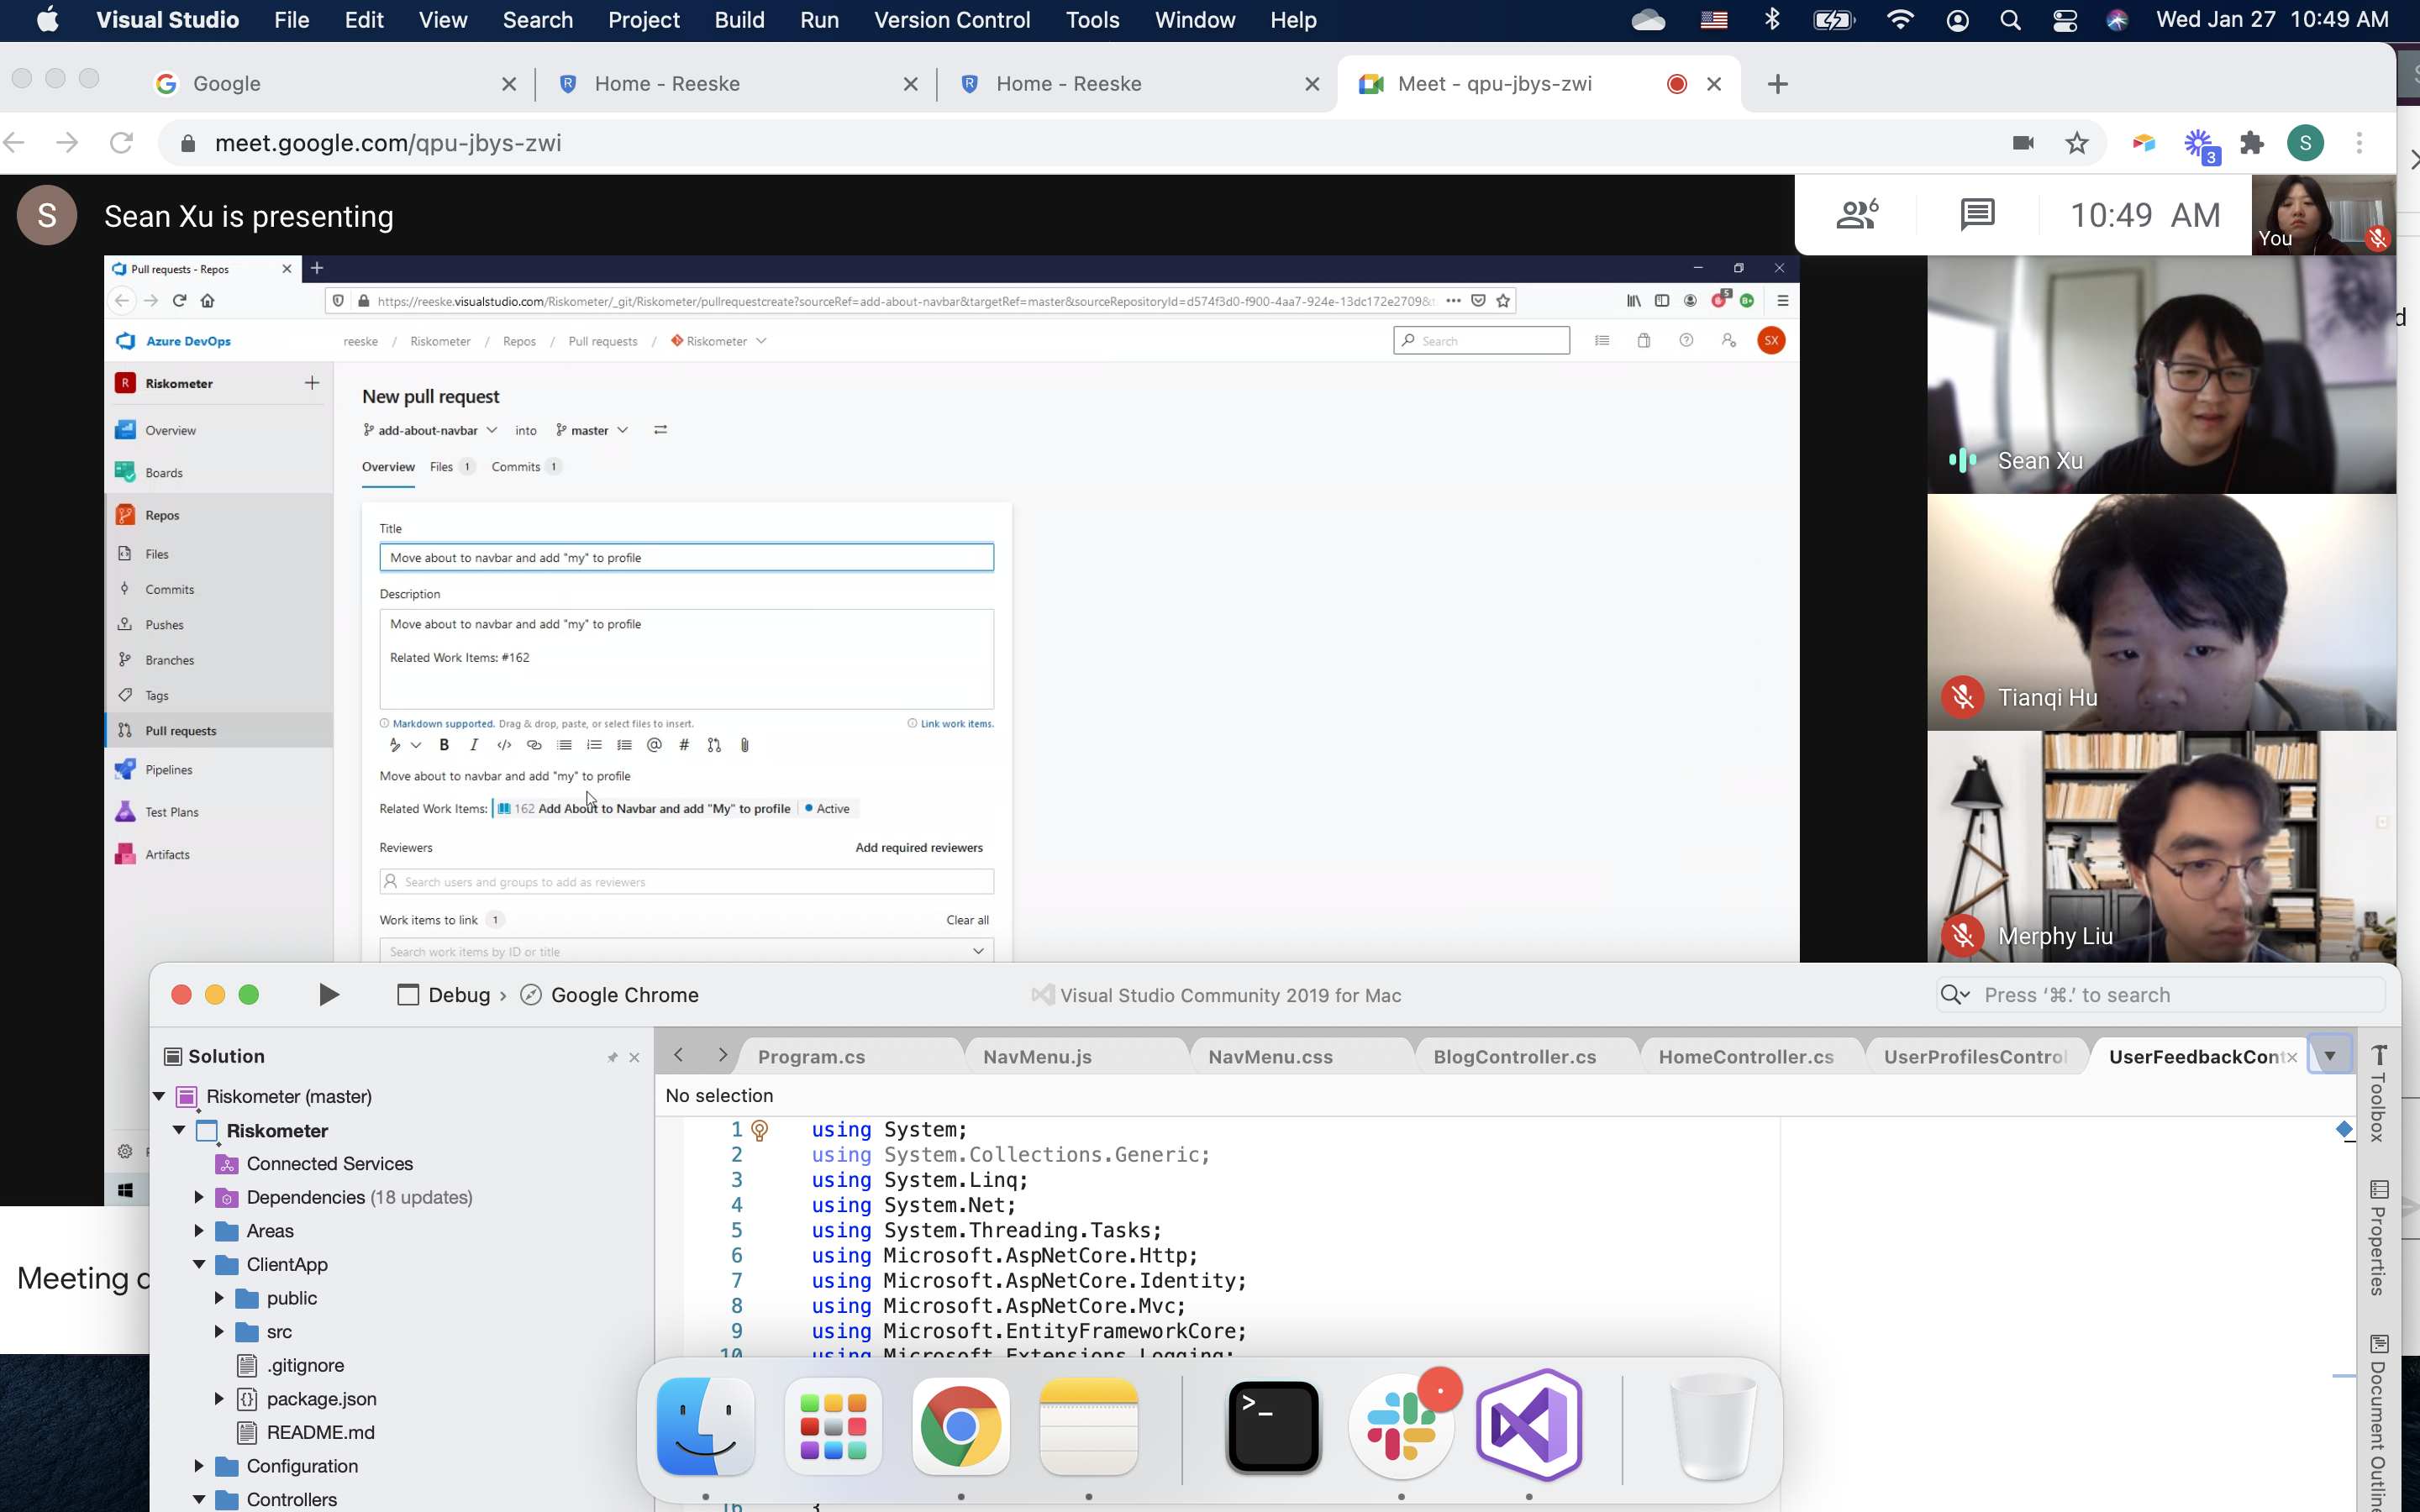 Visual Studio File Edit View Search Project Build Run Version Control Tools Window Help Wed Jan 27 10:49 AM
Google Home - Reeske Home - Reeske Meet - qpu-jbys-zwi
meet.google.com/qpu-jbys-zwi 3 S
S Sean Xu is presenting 6 10:49 AM You
Pull requests - Repos
https://reeske.visualstudio.com/Riskometer/_git/Riskometer/pullrequestcreate?sourceRef=add-about-navbar&targetRef=master&sourceRepositoryId=d574f3d0-f900-4aa7-924e-13dc172e2709& 5
Azure DevOps reeske / Riskometer / Repos / Pull requests / Riskometer Search SX
R Riskometer
Overview
Boards
Repos
Files
Commits
Pushes
Branches
Tags
Pull requests
Pipelines
Test Plans
Artifacts
New pull request
add-about-navbar into master
Overview Files 1 Commits 1
Title
Move about to navbar and add "my" to profile
Description
Move about to navbar and add "my" to profile
Related Work Items: #162
Markdown supported. Drag & drop, paste, or select files to insert. Link work items.
Move about to navbar and add "my" to profile
Related Work Items: 162 Add About to Navbar and add "My" to profile Active
Reviewers Add required reviewers
Search users and groups to add as reviewers
Work items to link 1 Clear all
Search work items by ID or title
Sean Xu
Tianqi Hu
Merphy Liu
Meeting d
Debug › Google Chrome Visual Studio Community 2019 for Mac Press '⌘.' to search
Solution
Riskometer (master)
Riskometer
Connected Services
Dependencies (18 updates)
Areas
ClientApp
public
src
.gitignore
package.json
README.md
Configuration
Controllers
Program.cs NavMenu.js NavMenu.css BlogController.cs HomeController.cs UserProfilesControl UserFeedbackCont
No selection
1 using System;
2 using System.Collections.Generic;
3 using System.Linq;
4 using System.Net;
5 using System.Threading.Tasks;
6 using Microsoft.AspNetCore.Http;
7 using Microsoft.AspNetCore.Identity;
8 using Microsoft.AspNetCore.Mvc;
9 using Microsoft.EntityFrameworkCore;
10 using Microsoft.Extensions.Logging;
16 {
Toolbox
Properties
Document Outline